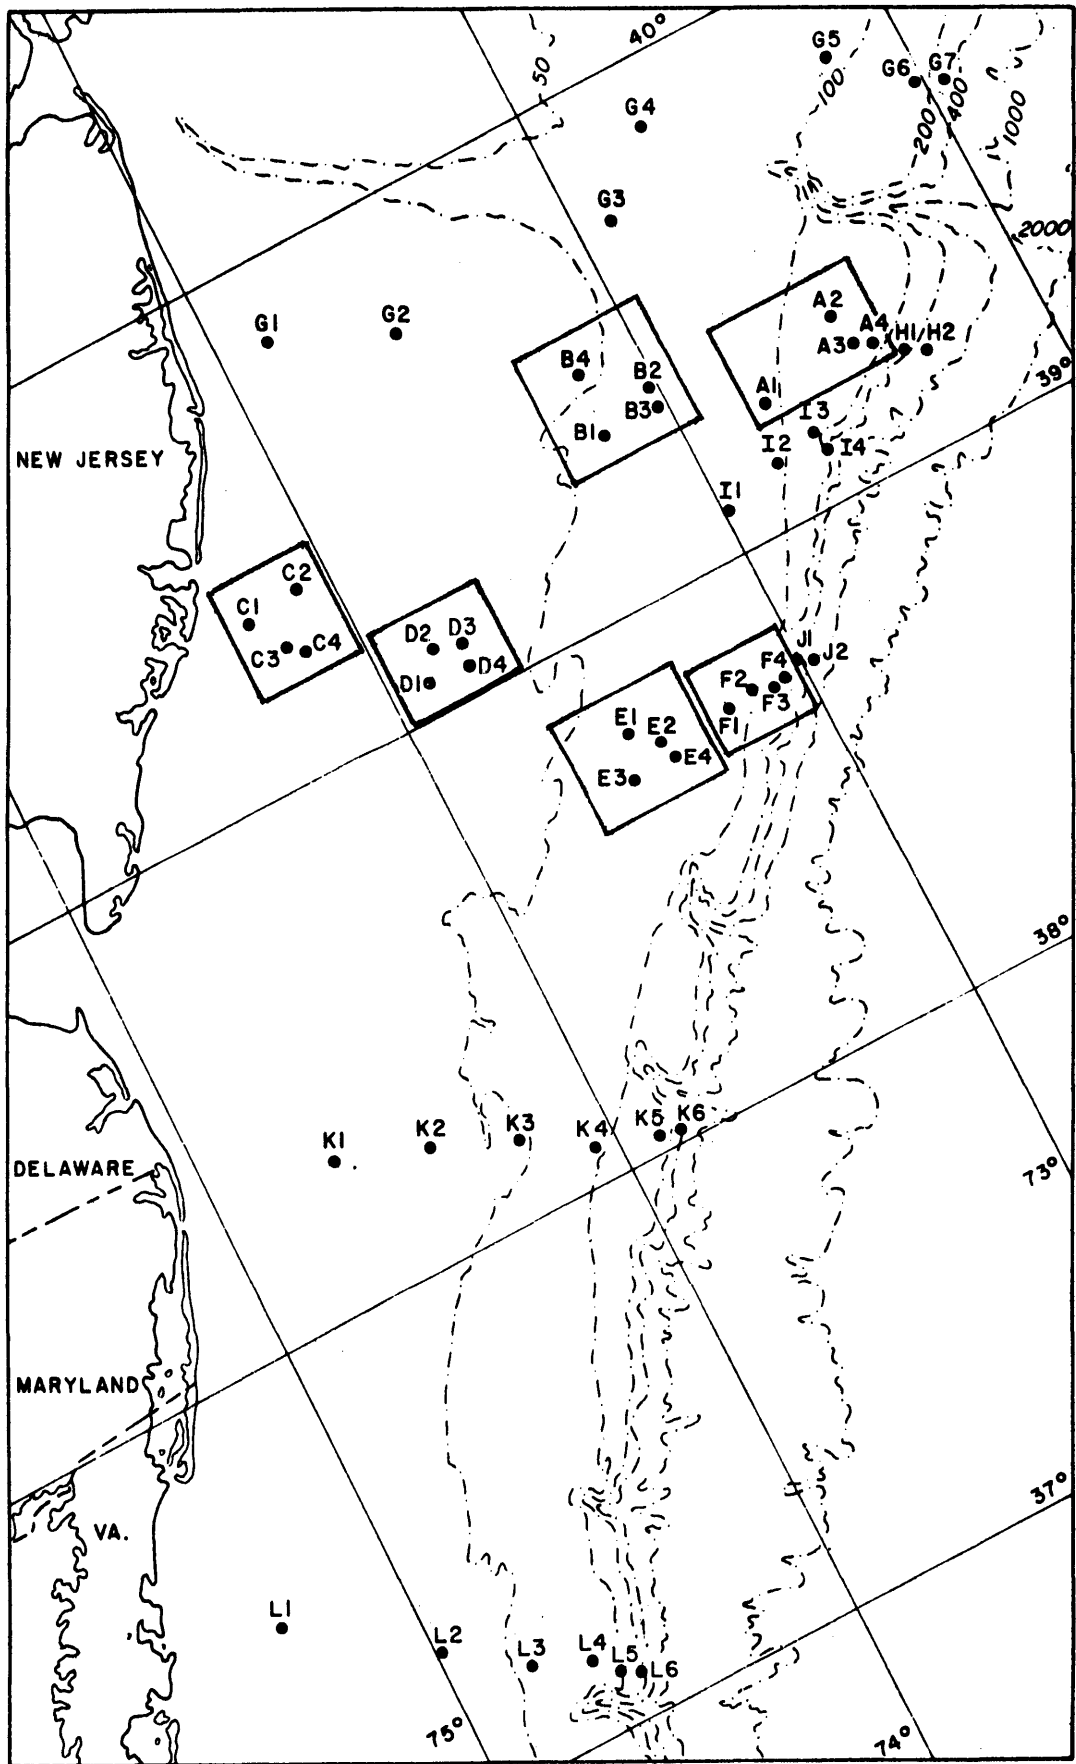 40°
G5
50
100
G6
G7
G4
200
400
1000
G3
2000
A2
G1
G2
A4
H1/H2
A3
B4
B2
39°
A1
B3
I3
B1
I2
I4
NEW JERSEY
I1
C2
C1
D2
D3
C3
C4
J1
J2
D4
F4
D1
F2
F3
E1
E2
F1
E4
E3
38°
K5
K6
K1
K2
K3
K4
DELAWARE
73°
MARYLAND
37°
VA.
L1
L2
L3
L4
L5
L6
75°
74°